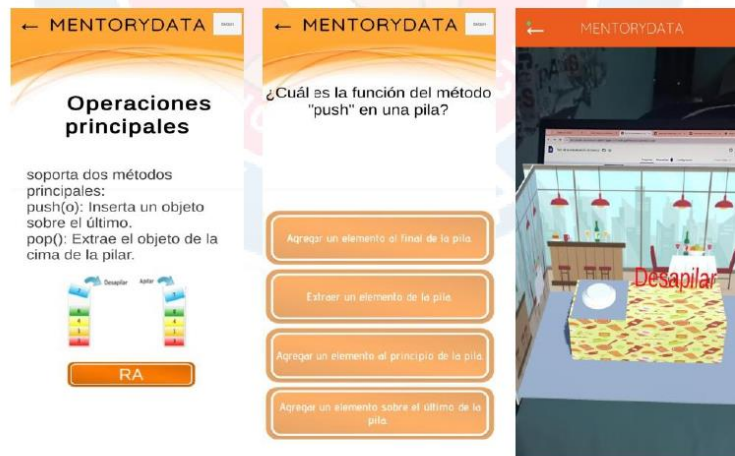 ← MENTORYDATA
Operaciones
principales
soporta dos métodos
principales:
push(o): Inserta un objeto
sobre el último.
pop(): Extrae el objeto de la
cima de la pilar.
Desapilar Apilar
RA
← MENTORYDATA
¿Cuál es la función del método
"push" en una pila?
Agregar un elemento al final de la pila.
Extraer un elemento de la pila.
Agregar un elemento al principio de la pila.
Agregar un elemento sobre el último de la
pila.
← MENTORYDATA
Desapilar